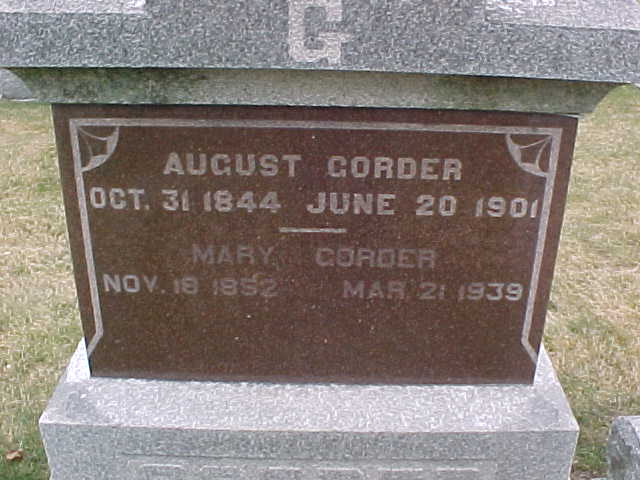 G
AUGUST GORDER
OCT. 31 1844 JUNE 20 1901
MARY GORDER
NOV. 18 1852 MAR. 21 1939